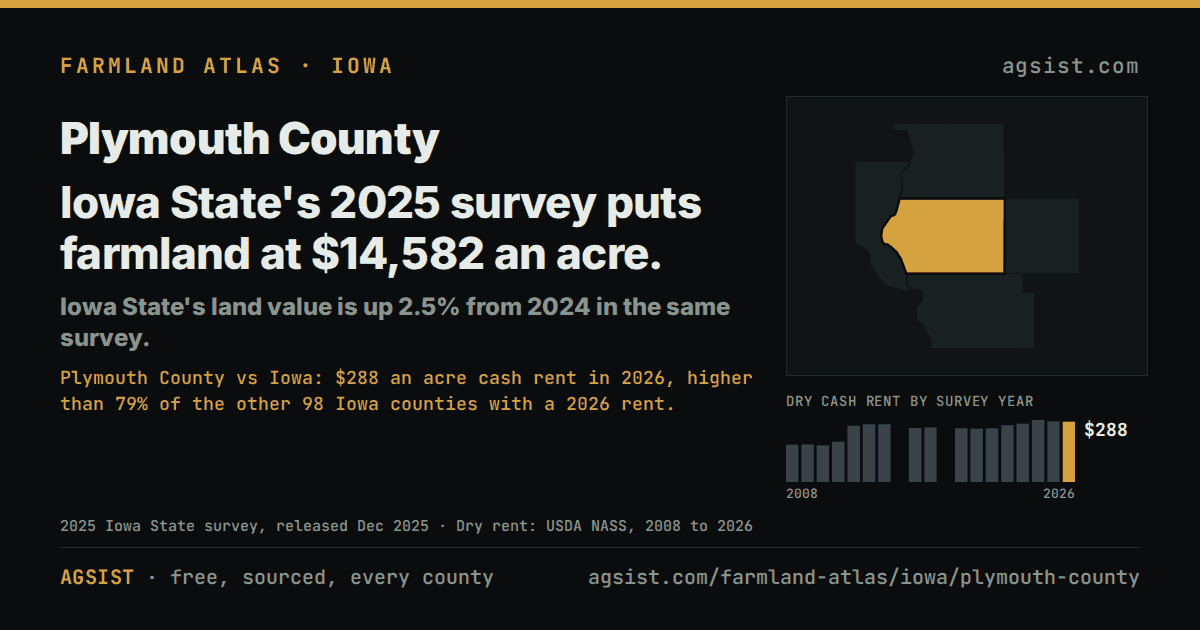 FARMLAND ATLAS · IOWA
agsist.com
Plymouth County
Iowa State's 2025 survey puts
farmland at $14,582 an acre.
Iowa State's land value is up 2.5% from 2024 in the same
survey.
Plymouth County vs Iowa: $288 an acre cash rent in 2026, higher
than 79% of the other 98 Iowa counties with a 2026 rent.
DRY CASH RENT BY SURVEY YEAR
$288
2008
2026
2025 Iowa State survey, released Dec 2025 · Dry rent: USDA NASS, 2008 to 2026
AGSIST · free, sourced, every county
agsist.com/farmland-atlas/iowa/plymouth-county